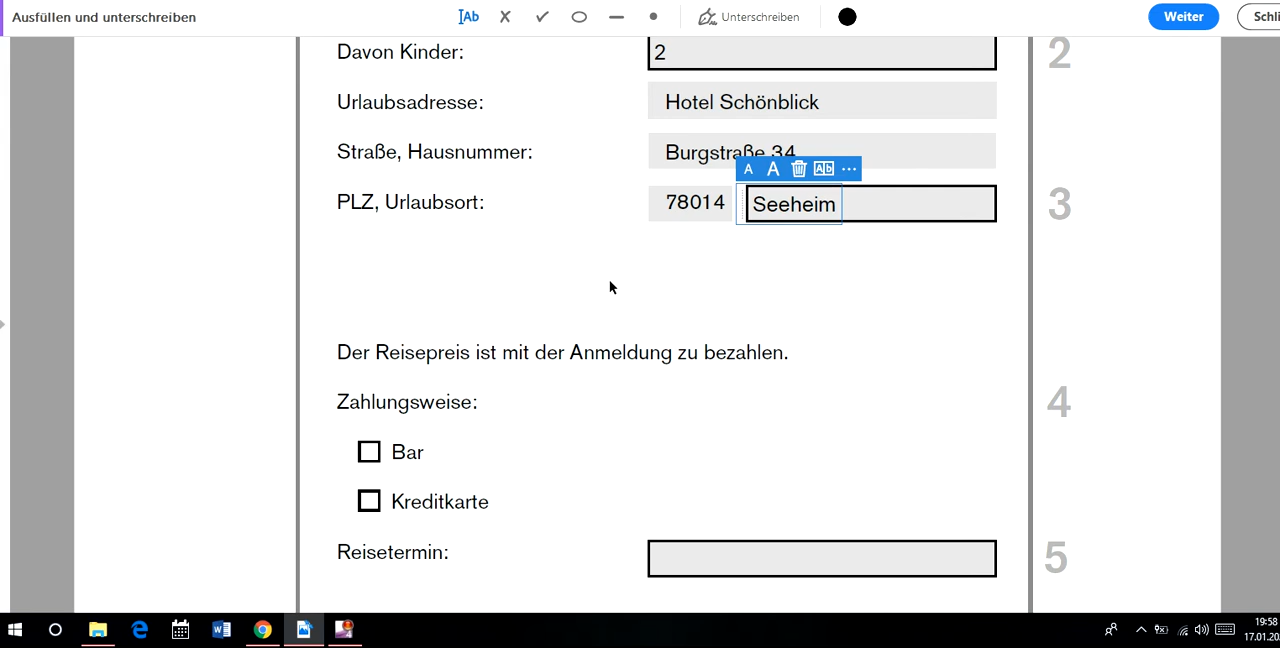 Ausfüllen und unterschreiben
Ab
Unterschreiben
Weiter
Schli
Davon Kinder: 2
2
Urlaubsadresse: Hotel Schönblick
Straße, Hausnummer: Burgstraße 34
A A Ab
PLZ, Urlaubsort: 78014 Seeheim
3
Der Reisepreis ist mit der Anmeldung zu bezahlen.
Zahlungsweise:
4
Bar
Kreditkarte
Reisetermin:
5
19:58
17.01.20